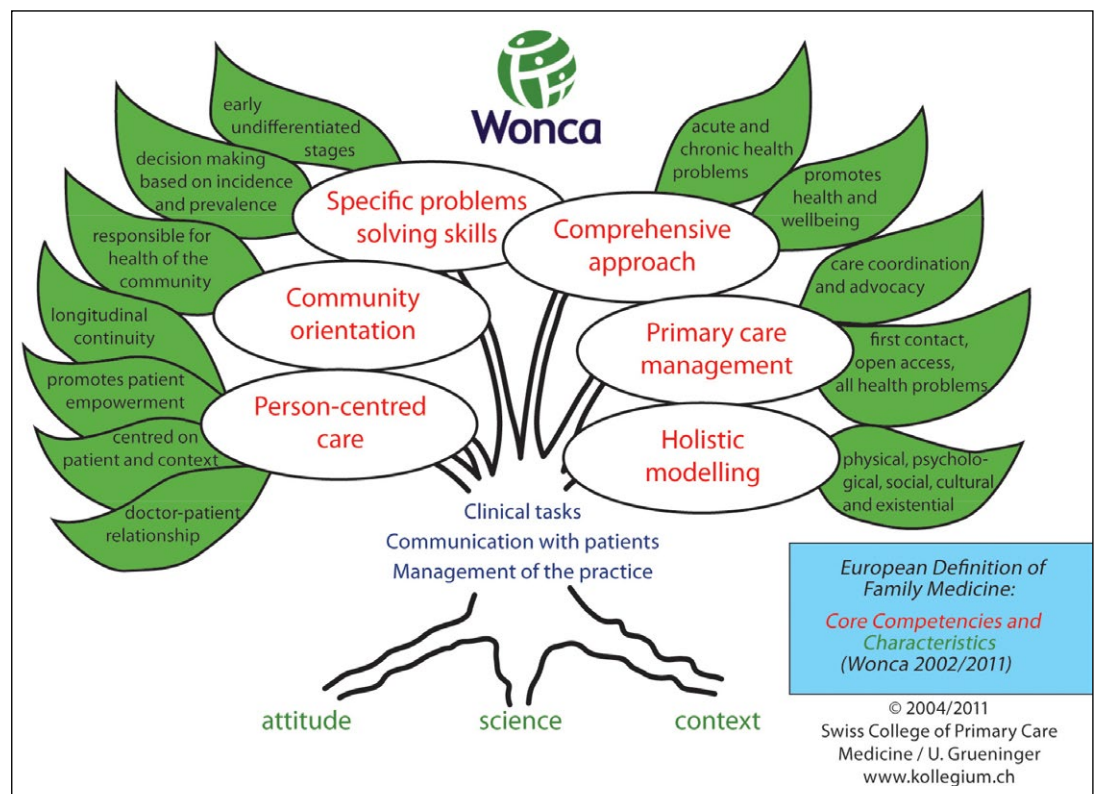 Wonca
early
undifferentiated
stages
decision making
based on incidence
and prevalence
responsible for
health of the
community
longitudinal
continuity
promotes patient
empowerment
centred on
patient and context
doctor-patient
relationship
Specific problems
solving skills
Community
orientation
Person-centred
care
Comprehensive
approach
Primary care
management
Holistic
modelling
acute and
chronic health
problems
promotes
health and
wellbeing
care coordination
and advocacy
first contact,
open access,
all health problems
physical, psycholo-
gical, social, cultural
and existential
Clinical tasks
Communication with patients
Management of the practice
attitude
science
context
European Definition of
Family Medicine:
Core Competencies and
Characteristics
(Wonca 2002/2011)
© 2004/2011
Swiss College of Primary Care
Medicine / U. Grueninger
www.kollegium.ch